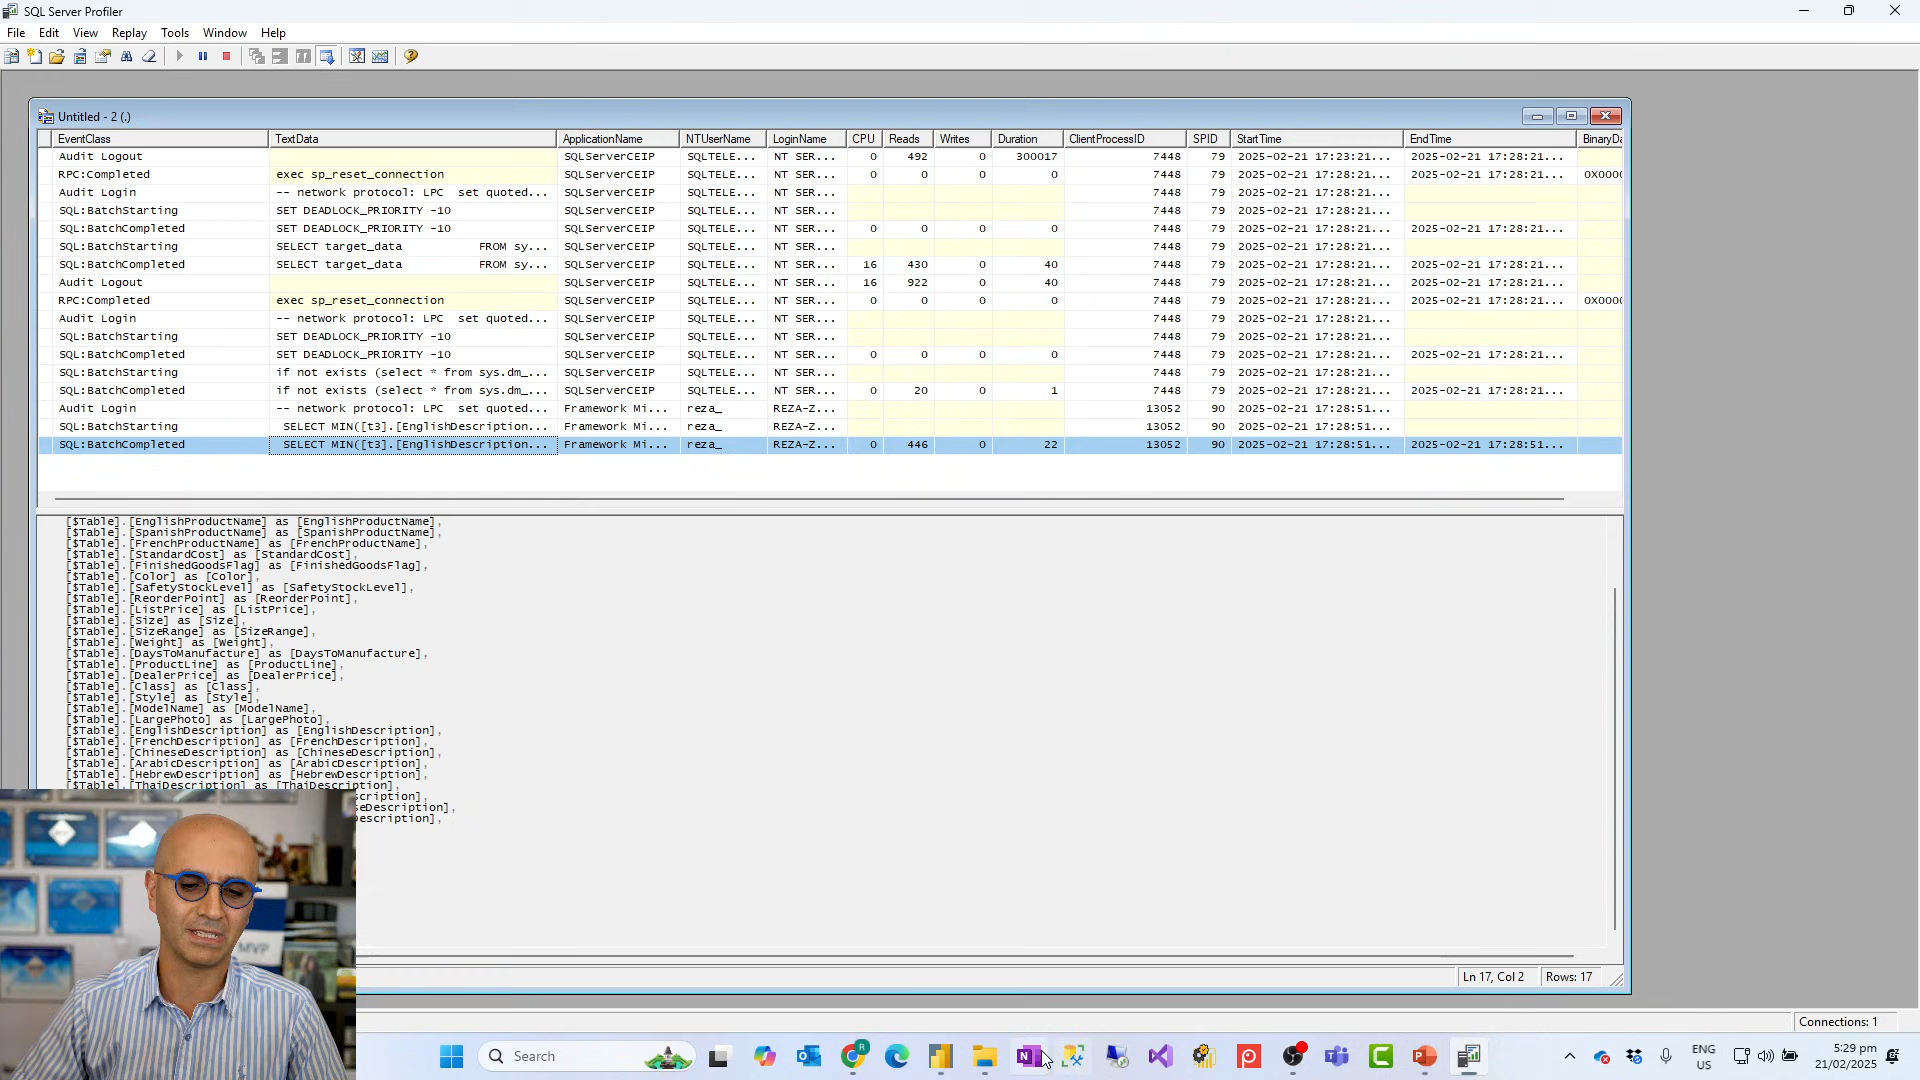 SQL Server Profiler
File Edit View Replay Tools Window Help
Untitled - 2 (.)
EventClass TextData ApplicationName NTUserName LoginName CPU Reads Writes Duration ClientProcessID SPID StartTime EndTime BinaryDa
Audit Logout SQLServerCEIP SQLTELE... NT SER... 0 492 0 300017 7448 79 2025-02-21 17:23:21... 2025-02-21 17:28:21...
RPC:Completed exec sp_reset_connection SQLServerCEIP SQLTELE... NT SER... 0 0 0 0 7448 79 2025-02-21 17:28:21... 2025-02-21 17:28:21... 0X000
Audit Login -- network protocol: LPC set quoted... SQLServerCEIP SQLTELE... NT SER... 7448 79 2025-02-21 17:28:21...
SQL:BatchStarting SET DEADLOCK_PRIORITY -10 SQLServerCEIP SQLTELE... NT SER... 7448 79 2025-02-21 17:28:21...
SQL:BatchCompleted SET DEADLOCK_PRIORITY -10 SQLServerCEIP SQLTELE... NT SER... 0 0 0 0 7448 79 2025-02-21 17:28:21... 2025-02-21 17:28:21...
SQL:BatchStarting SELECT target_data FROM sy... SQLServerCEIP SQLTELE... NT SER... 7448 79 2025-02-21 17:28:21...
SQL:BatchCompleted SELECT target_data FROM sy... SQLServerCEIP SQLTELE... NT SER... 16 430 0 40 7448 79 2025-02-21 17:28:21... 2025-02-21 17:28:21...
Audit Logout SQLServerCEIP SQLTELE... NT SER... 16 922 0 40 7448 79 2025-02-21 17:28:21... 2025-02-21 17:28:21...
RPC:Completed exec sp_reset_connection SQLServerCEIP SQLTELE... NT SER... 0 0 0 0 7448 79 2025-02-21 17:28:21... 2025-02-21 17:28:21... 0X000
Audit Login -- network protocol: LPC set quoted... SQLServerCEIP SQLTELE... NT SER... 7448 79 2025-02-21 17:28:21...
SQL:BatchStarting SET DEADLOCK_PRIORITY -10 SQLServerCEIP SQLTELE... NT SER... 7448 79 2025-02-21 17:28:21...
SQL:BatchCompleted SET DEADLOCK_PRIORITY -10 SQLServerCEIP SQLTELE... NT SER... 0 0 0 0 7448 79 2025-02-21 17:28:21... 2025-02-21 17:28:21...
SQL:BatchStarting if not exists (select * from sys.dm_... SQLServerCEIP SQLTELE... NT SER... 7448 79 2025-02-21 17:28:21...
SQL:BatchCompleted if not exists (select * from sys.dm_... SQLServerCEIP SQLTELE... NT SER... 0 20 0 1 7448 79 2025-02-21 17:28:21... 2025-02-21 17:28:21...
Audit Login -- network protocol: LPC set quoted... Framework Mi... reza_ REZA-Z... 13052 90 2025-02-21 17:28:51...
SQL:BatchStarting SELECT MIN([t3].[EnglishDescription... Framework Mi... reza_ REZA-Z... 13052 90 2025-02-21 17:28:51...
SQL:BatchCompleted SELECT MIN([t3].[EnglishDescription... Framework Mi... reza_ REZA-Z... 0 446 0 22 13052 90 2025-02-21 17:28:51... 2025-02-21 17:28:51...
[$Table].[EnglishProductName] as [EnglishProductName],
[$Table].[SpanishProductName] as [SpanishProductName],
[$Table].[FrenchProductName] as [FrenchProductName],
[$Table].[StandardCost] as [StandardCost],
[$Table].[FinishedGoodsFlag] as [FinishedGoodsFlag],
[$Table].[Color] as [Color],
[$Table].[SafetyStockLevel] as [SafetyStockLevel],
[$Table].[ReorderPoint] as [ReorderPoint],
[$Table].[ListPrice] as [ListPrice],
[$Table].[Size] as [Size],
[$Table].[SizeRange] as [SizeRange],
[$Table].[Weight] as [Weight],
[$Table].[DaysToManufacture] as [DaysToManufacture],
[$Table].[ProductLine] as [ProductLine],
[$Table].[DealerPrice] as [DealerPrice],
[$Table].[Class] as [Class],
[$Table].[Style] as [Style],
[$Table].[ModelName] as [ModelName],
[$Table].[LargePhoto] as [LargePhoto],
[$Table].[EnglishDescription] as [EnglishDescription],
[$Table].[FrenchDescription] as [FrenchDescription],
[$Table].[ChineseDescription] as [ChineseDescription],
[$Table].[ArabicDescription] as [ArabicDescription],
[$Table].[HebrewDescription] as [HebrewDescription],
[$Table].[ThaiDescription] as [ThaiDescription],
scription],
seDescription],
Description],
MVP
Ln 17, Col 2 Rows: 17
Connections: 1
Search
ENG
US
5:29 pm
21/02/2025